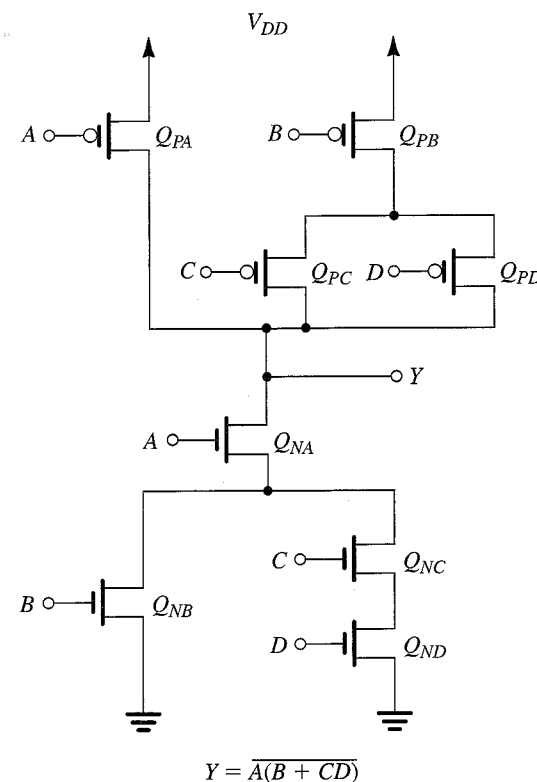 V_DD
A Q_PA B Q_PB
C Q_PC D Q_PD
Y
A Q_NA
C Q_NC
B Q_NB
D Q_ND
Y = \overline{A(B + CD)}